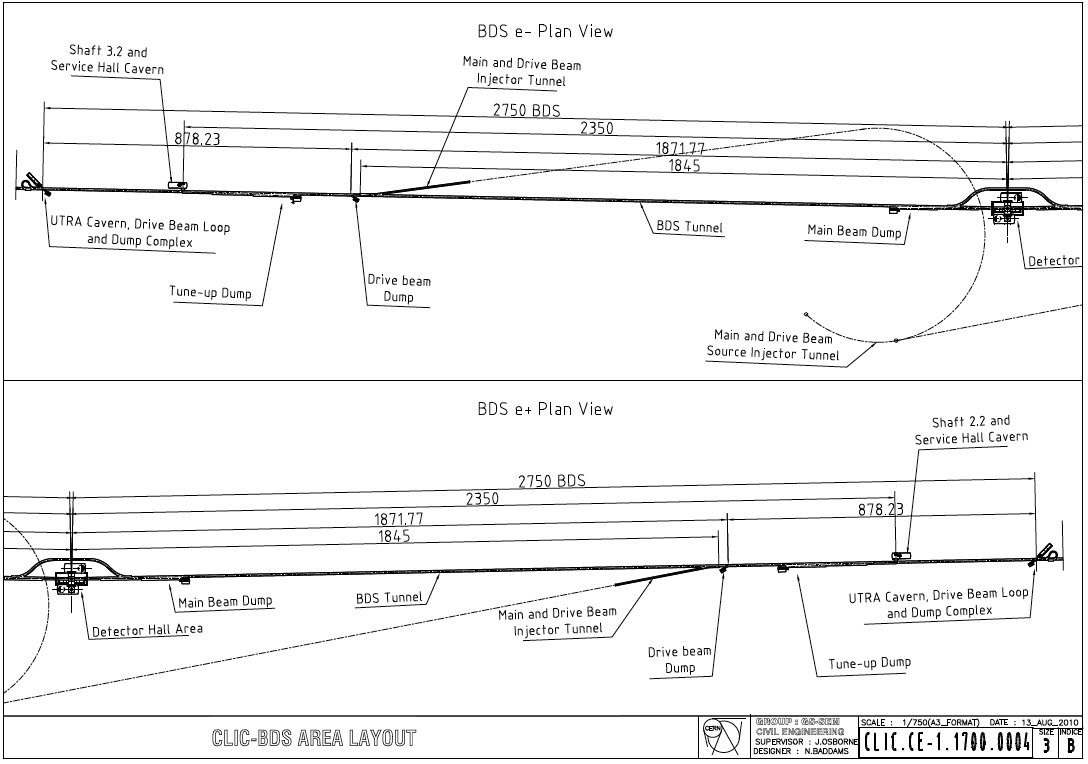 BDS e- Plan View
Shaft 3.2 and
Service Hall Cavern
Main and Drive Beam
Injector Tunnel
2750 BDS
2350
878.23
1871.77
1845
UTRA Cavern, Drive Beam Loop
and Dump Complex
BDS Tunnel
Main Beam Dump
Detector
Tune-up Dump
Drive beam
Dump
Main and Drive Beam
Source Injector Tunnel
BDS e+ Plan View
Shaft 2.2 and
Service Hall Cavern
2750 BDS
2350
1871.77
878.23
1845
Main Beam Dump
BDS Tunnel
Main and Drive Beam
Injector Tunnel
UTRA Cavern, Drive Beam Loop
and Dump Complex
Detector Hall Area
Drive beam
Dump
Tune-up Dump
CLIC-BDS AREA LAYOUT
CERN
GROUP : GS-SEM
CIVIL ENGINEERING
SUPERVISOR : J.OSBORNE
DESIGNER : N.BADDAMS
SCALE : 1/750(A3_FORMAT) DATE : 13_AUG_2010
CLIC.CE-1.1700.0004
SIZE
3
INDICE
B